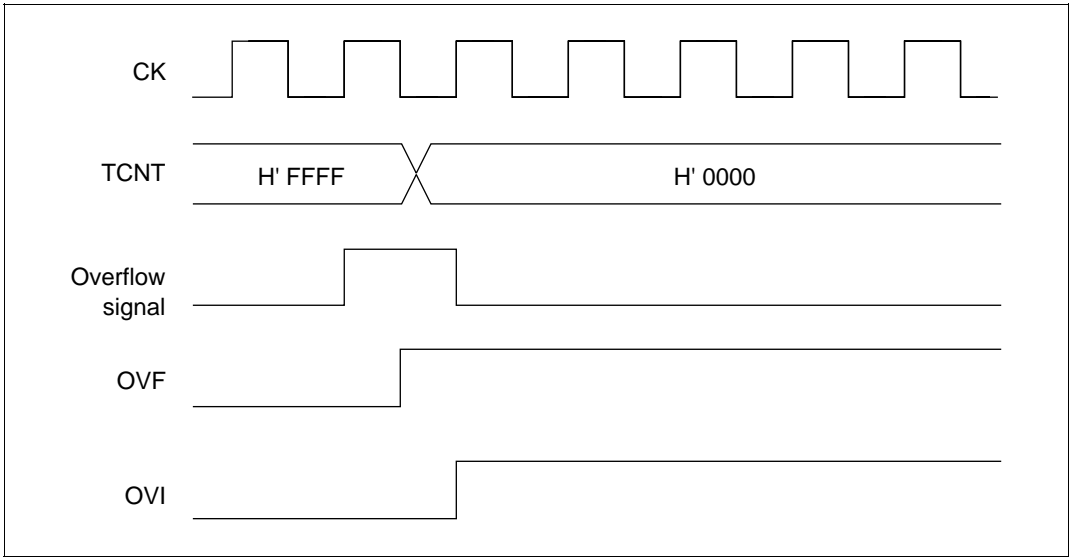 CK
TCNT
H' FFFF
H' 0000
Overflow
signal
OVF
OVI